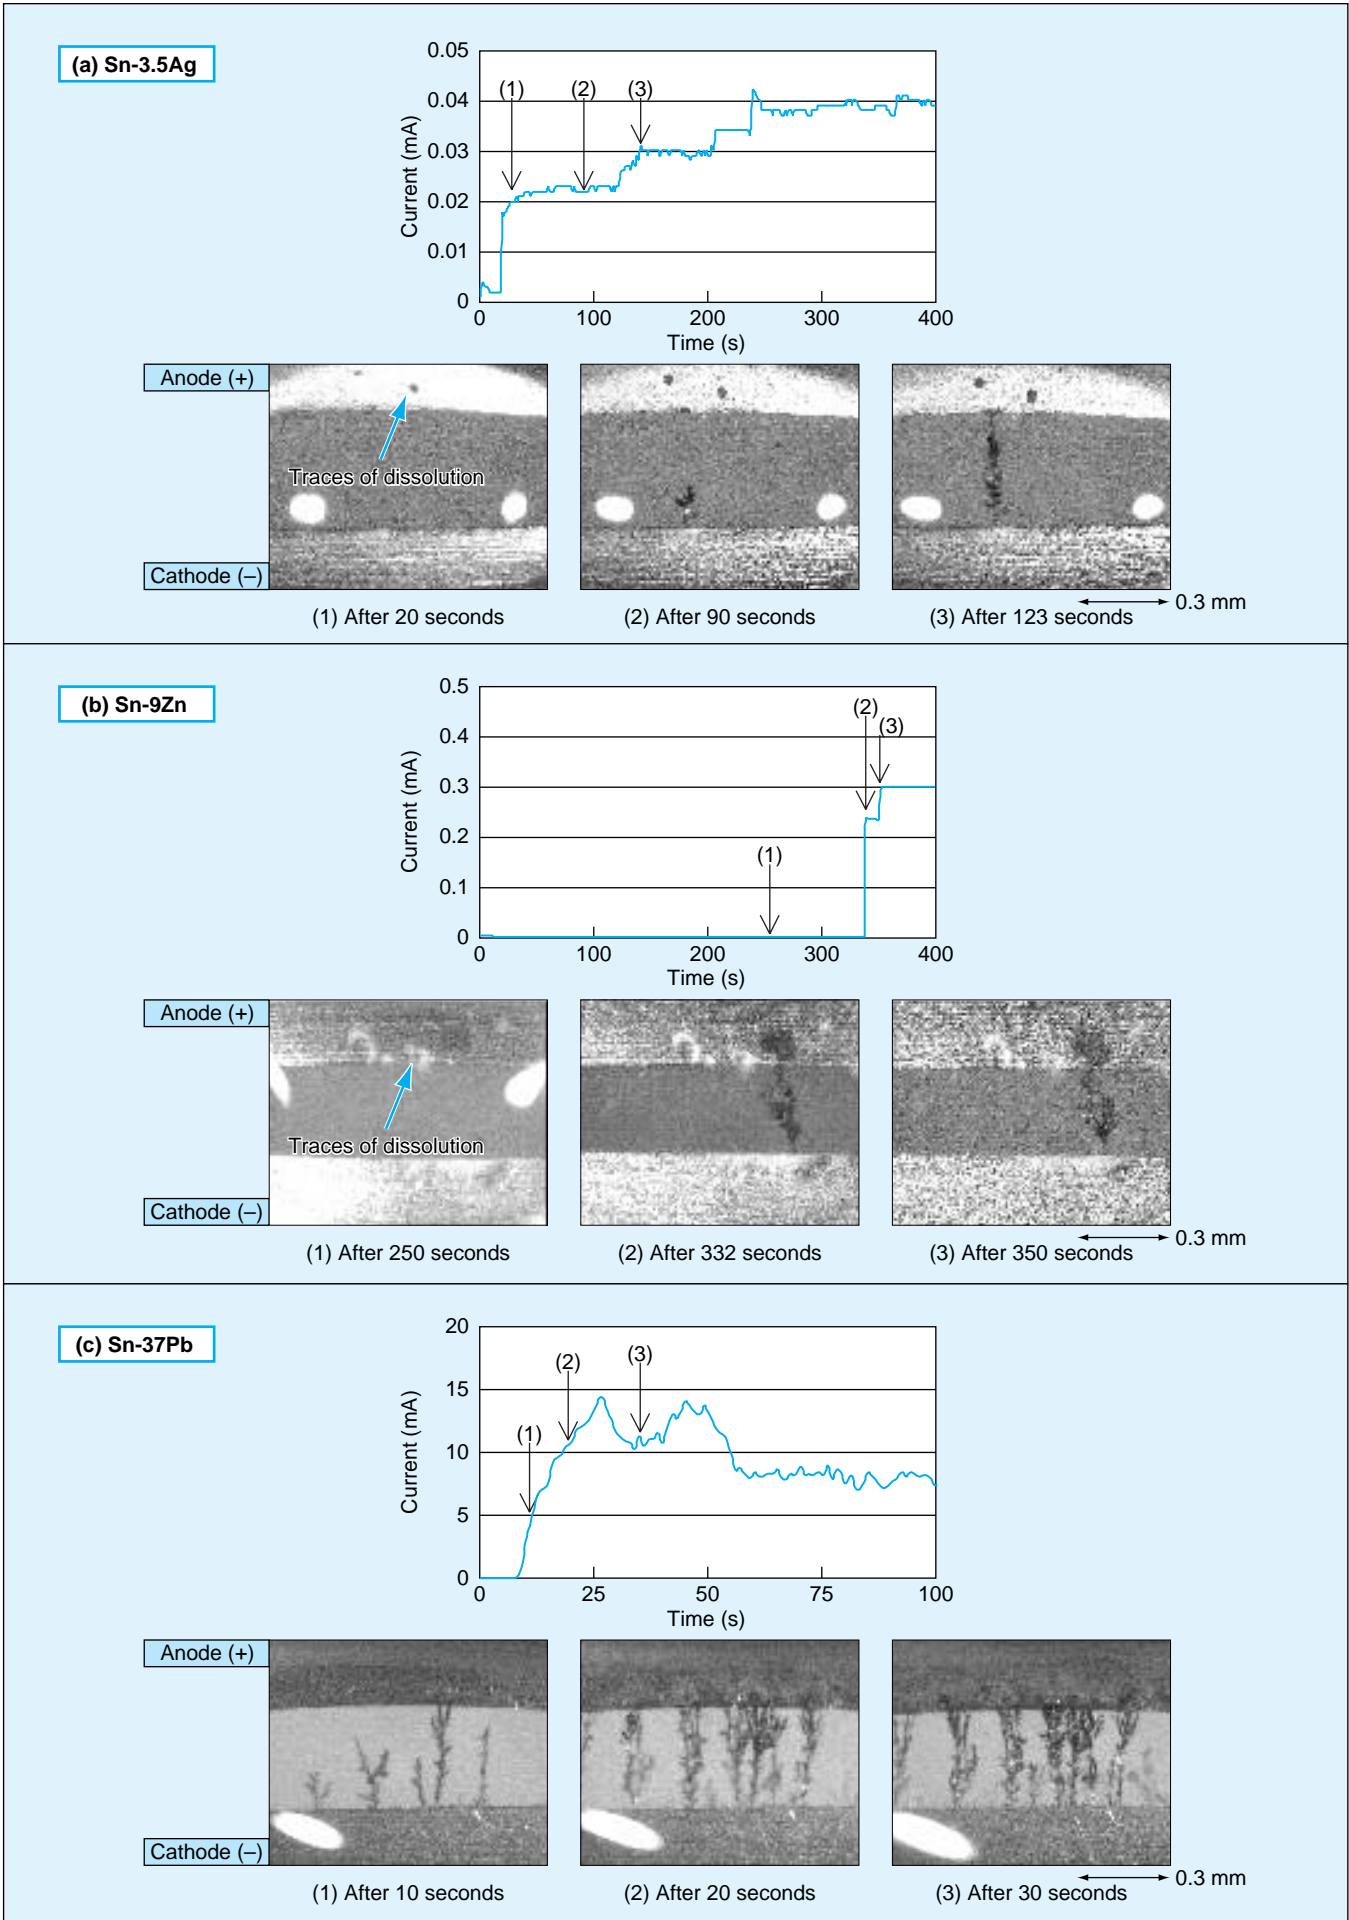 (a) Sn-3.5Ag
0.05
0.04
0.03
0.02
0.01
0
Current (mA)
(1)
(2)
(3)
0
100
200
300
400
Time (s)
Anode (+)
Traces of dissolution
Cathode (–)
0.3 mm
(1) After 20 seconds
(2) After 90 seconds
(3) After 123 seconds
(b) Sn-9Zn
0.5
0.4
0.3
0.2
0.1
0
Current (mA)
(2)
(3)
(1)
0
100
200
300
400
Time (s)
Anode (+)
Traces of dissolution
Cathode (–)
0.3 mm
(1) After 250 seconds
(2) After 332 seconds
(3) After 350 seconds
(c) Sn-37Pb
20
15
10
5
0
Current (mA)
(1)
(2)
(3)
0
25
50
75
100
Time (s)
Anode (+)
Cathode (–)
0.3 mm
(1) After 10 seconds
(2) After 20 seconds
(3) After 30 seconds